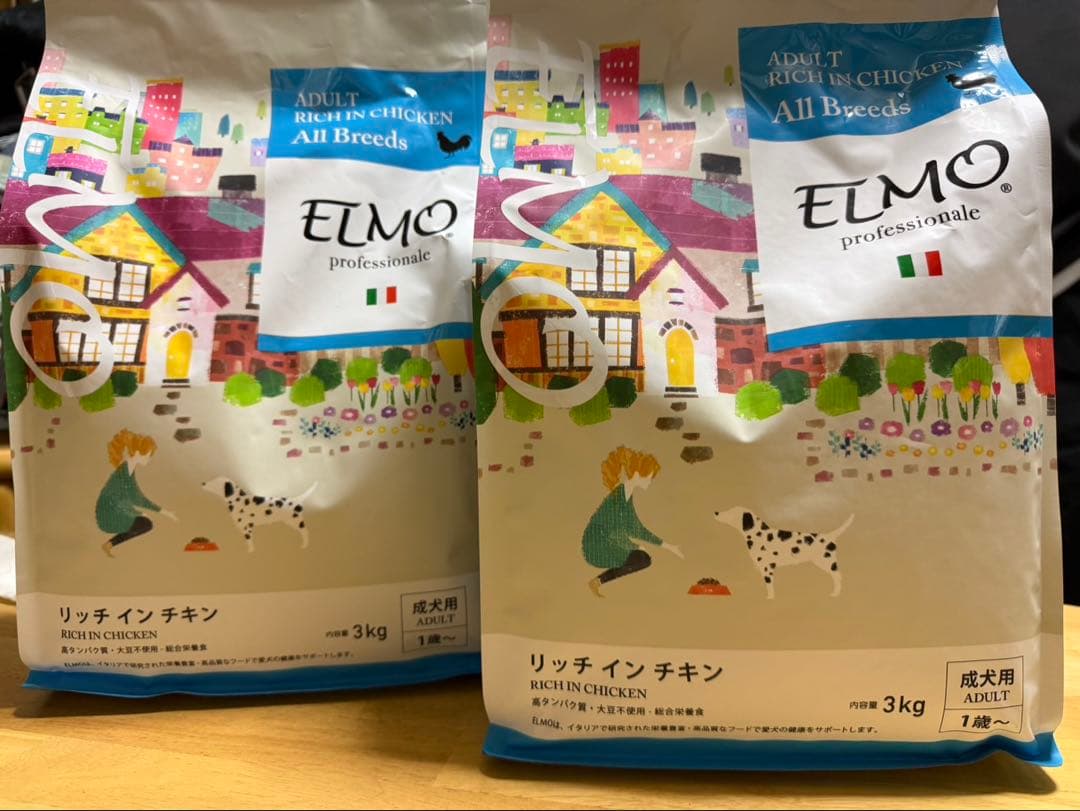 ADULT
RICH IN CHICKEN
All Breeds
ELMO®
professionale
リッチ イン チキン
RICH IN CHICKEN
高タンパク質・大豆不使用 - 総合栄養食
内容量 3kg
成犬用
ADULT
1歳～
ELMOは、イタリアで研究された栄養豊富・高品質なフードで愛犬の健康をサポートします。
ADULT
RICH IN CHICKEN
All Breeds
ELMO®
professionale
リッチ イン チキン
RICH IN CHICKEN
高タンパク質・大豆不使用 - 総合栄養食
内容量 3kg
成犬用
ADULT
1歳～
ELMOは、イタリアで研究された栄養豊富・高品質なフードで愛犬の健康をサポートします。